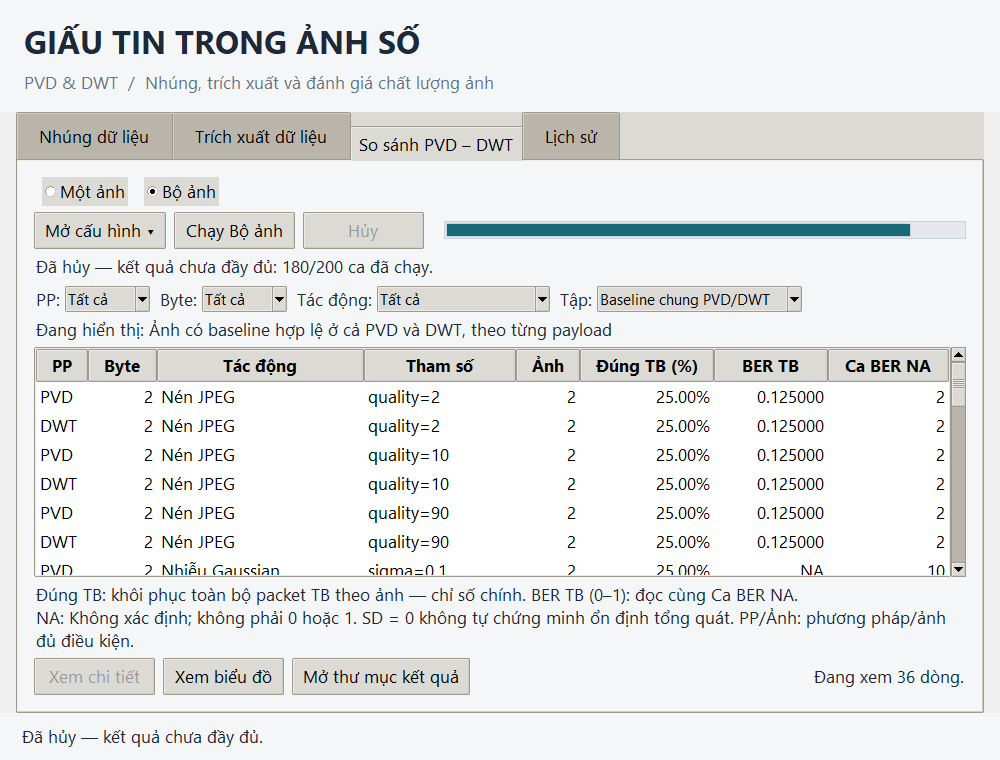 GIẤU TIN TRONG ẢNH SỐ
PVD & DWT / Nhúng, trích xuất và đánh giá chất lượng ảnh
Nhúng dữ liệu Trích xuất dữ liệu So sánh PVD – DWT Lịch sử
Một ảnh Bộ ảnh
Mở cấu hình ▾ Chạy Bộ ảnh Hủy
Đã hủy — kết quả chưa đầy đủ: 180/200 ca đã chạy.
PP: Tất cả Byte: Tất cả Tác động: Tất cả Tập: Baseline chung PVD/DWT
Đang hiển thị: Ảnh có baseline hợp lệ ở cả PVD và DWT, theo từng payload
PP Byte Tác động Tham số Ảnh Đúng TB (%) BER TB Ca BER NA
PVD 2 Nén JPEG quality=2 2 25.00% 0.125000 2
DWT 2 Nén JPEG quality=2 2 25.00% 0.125000 2
PVD 2 Nén JPEG quality=10 2 25.00% 0.125000 2
DWT 2 Nén JPEG quality=10 2 25.00% 0.125000 2
PVD 2 Nén JPEG quality=90 2 25.00% 0.125000 2
DWT 2 Nén JPEG quality=90 2 25.00% 0.125000 2
PVD 2 Nhiễu Gaussian sigma=0.1 2 25.00% NA 10
Đúng TB: khôi phục toàn bộ packet TB theo ảnh — chỉ số chính. BER TB (0–1): đọc cùng Ca BER NA.
NA: Không xác định; không phải 0 hoặc 1. SD = 0 không tự chứng minh ổn định tổng quát. PP/Ảnh: phương pháp/ảnh
đủ điều kiện.
Xem chi tiết Xem biểu đồ Mở thư mục kết quả Đang xem 36 dòng.
Đã hủy — kết quả chưa đầy đủ.